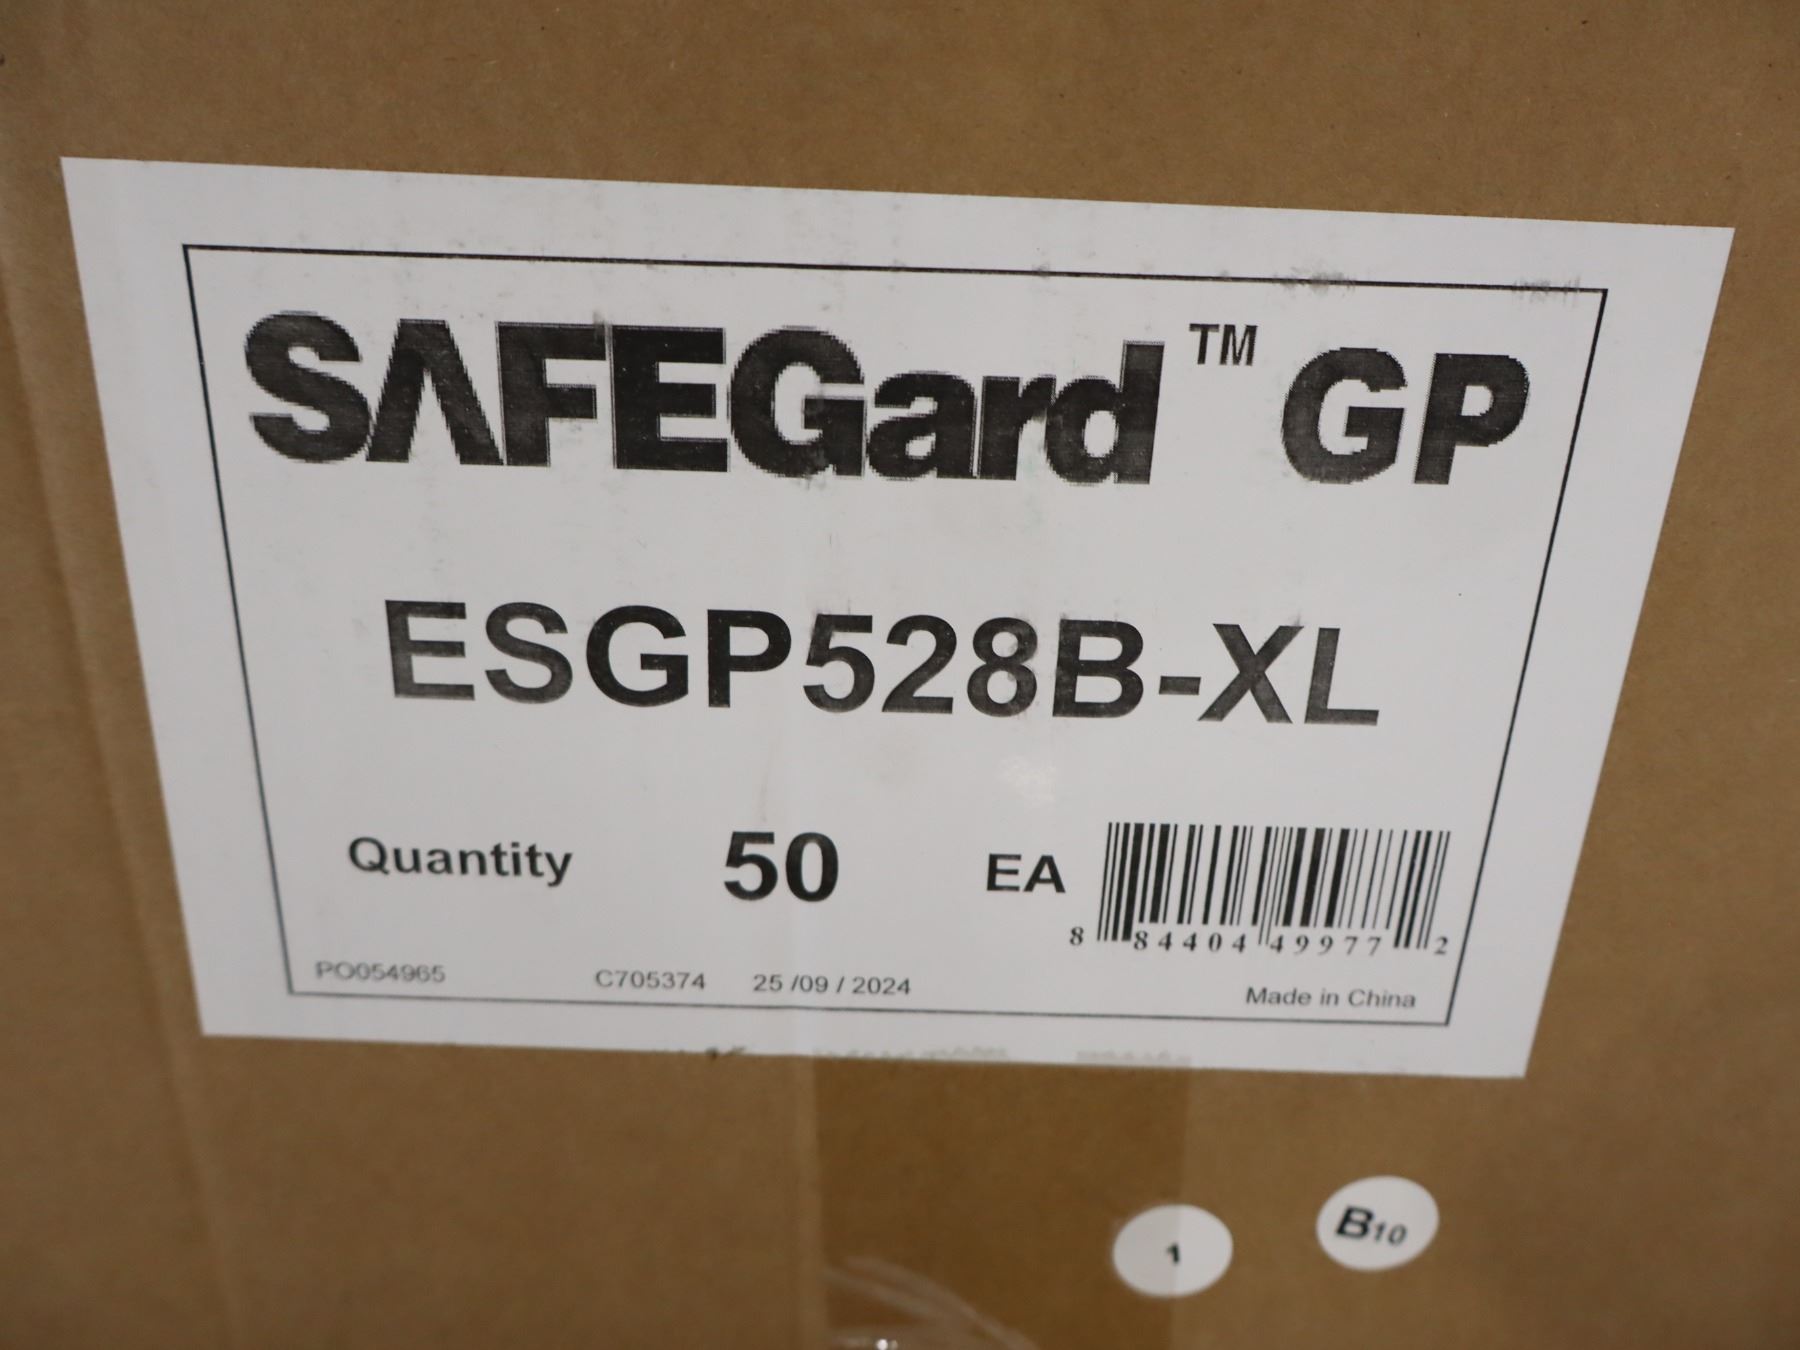 SAFEGard™ GP
ESGP528B-XL
Quantity 50 EA
8 84404 49977 2
PO054965 C705374 25 /09 / 2024 Made in China
1 B10